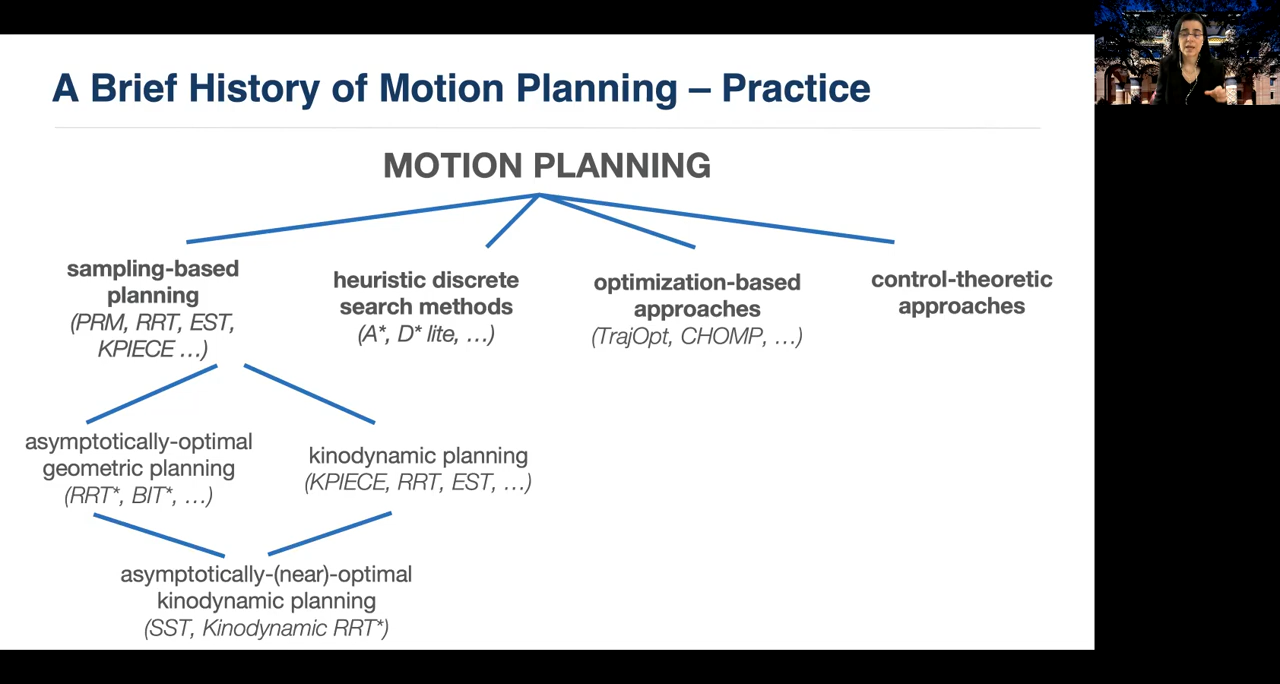 A Brief History of Motion Planning – Practice
MOTION PLANNING
sampling-based
planning
(PRM, RRT, EST,
KPIECE …)
heuristic discrete
search methods
(A*, D* lite, …)
optimization-based
approaches
(TrajOpt, CHOMP, …)
control-theoretic
approaches
asymptotically-optimal
geometric planning
(RRT*, BIT*, …)
kinodynamic planning
(KPIECE, RRT, EST, …)
asymptotically-(near)-optimal
kinodynamic planning
(SST, Kinodynamic RRT*)